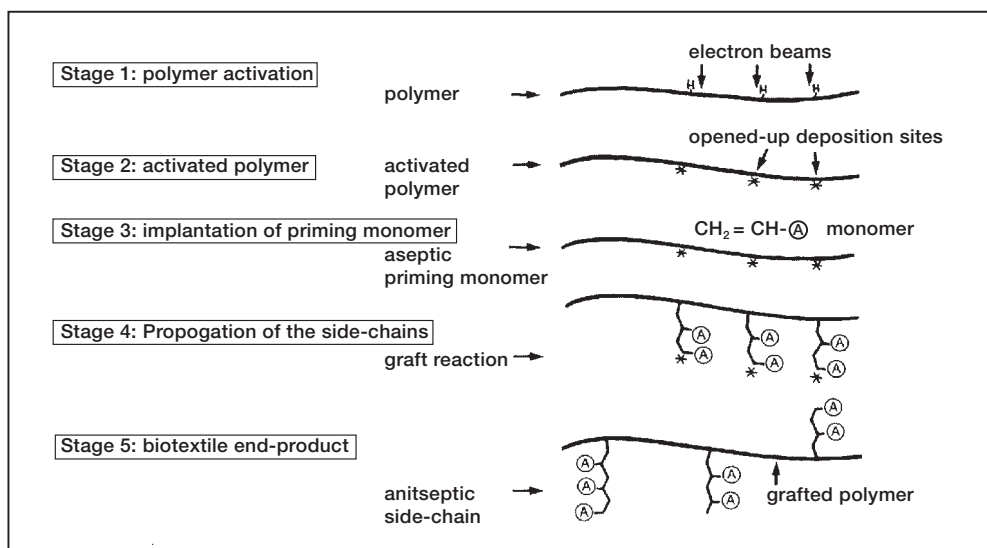 electron beams
Stage 1: polymer activation
H H H
polymer
opened-up deposition sites
Stage 2: activated polymer
activated
polymer
* * *
Stage 3: implantation of priming monomer
CH₂ = CH-Ⓐ monomer
aseptic
priming monomer
* * *
Stage 4: Propogation of the side-chains
A A A
graft reaction
A A A
* * *
Stage 5: biotextile end-product
A
A
A A
anitseptic
side-chain
A A
A
grafted polymer